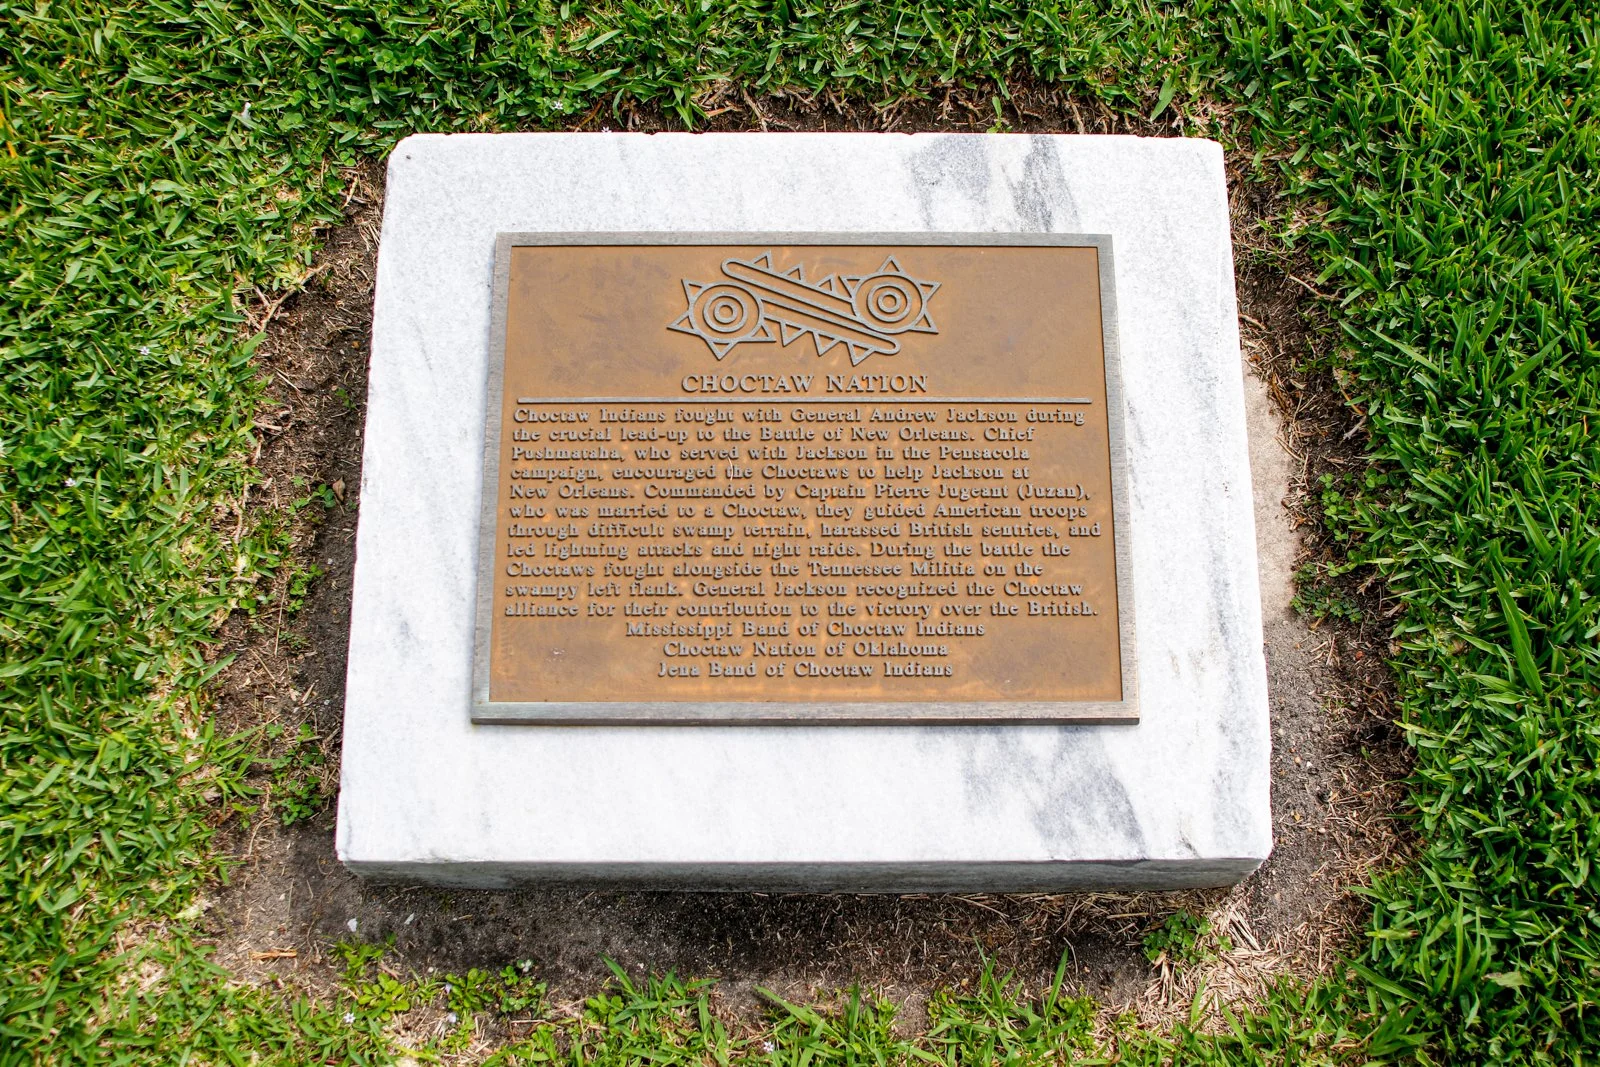 CHOCTAW NATION
Choctaw Indians fought with General Andrew Jackson during
the crucial lead-up to the Battle of New Orleans. Chief
Pushmataha, who served with Jackson in the Pensacola
campaign, encouraged the Choctaws to help Jackson at
New Orleans. Commanded by Captain Pierre Jugeant (Juzan),
who was married to a Choctaw, they guided American troops
through difficult swamp terrain, harassed British sentries, and
led lightning attacks and night raids. During the battle the
Choctaws fought alongside the Tennessee Militia on the
swampy left flank. General Jackson recognized the Choctaw
alliance for their contribution to the victory over the British.
Mississippi Band of Choctaw Indians
Choctaw Nation of Oklahoma
Jena Band of Choctaw Indians